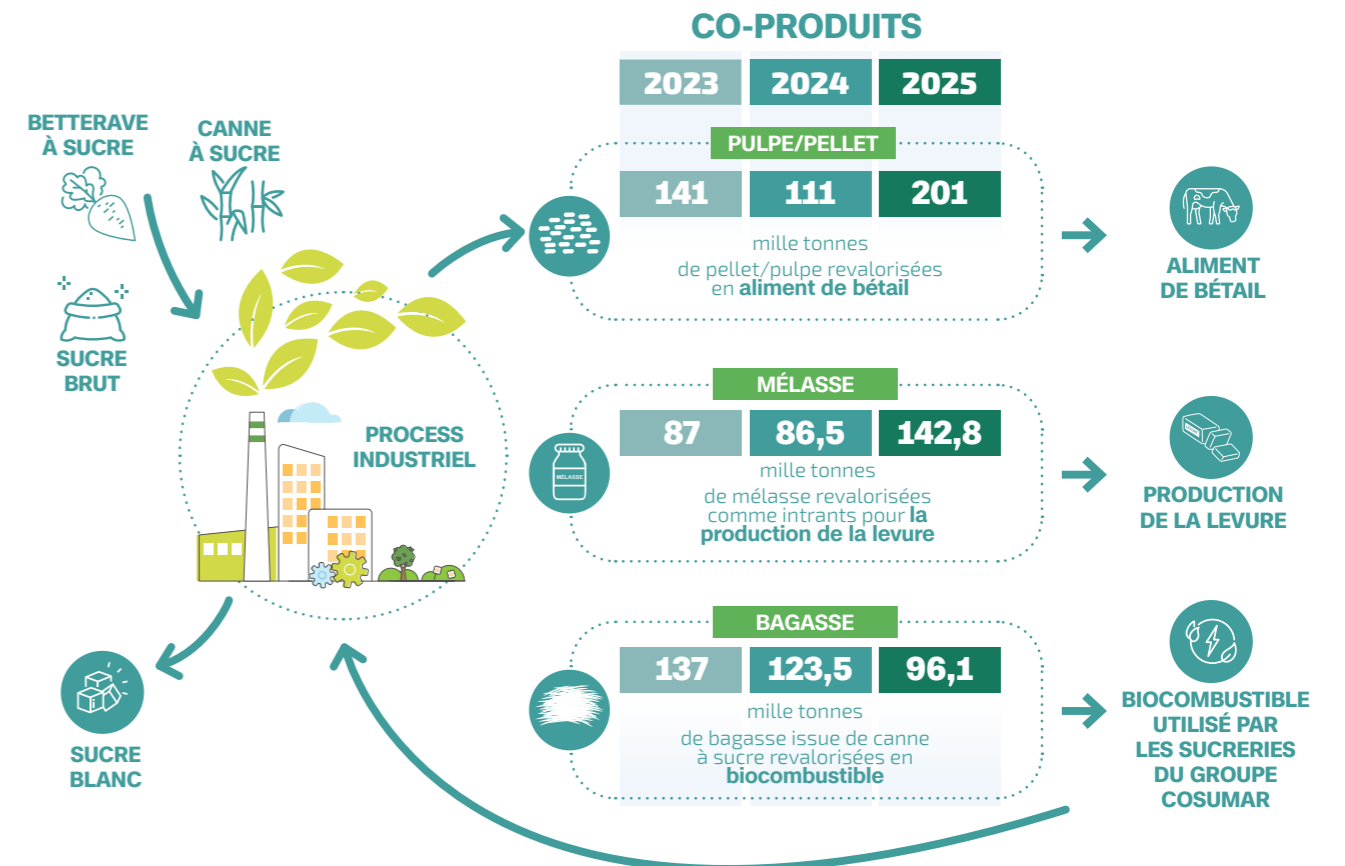 CO-PRODUITS
2023 2024 2025
BETTERAVE
À SUCRE
CANNE
À SUCRE
SUCRE
BRUT
PROCESS
INDUSTRIEL
SUCRE
BLANC
PULPE/PELLET
141 111 201
mille tonnes
de pellet/pulpe revalorisées
en aliment de bétail
ALIMENT
DE BÉTAIL
MÉLASSE
87 86,5 142,8
MÉLASSE
mille tonnes
de mélasse revalorisées
comme intrants pour la
production de la levure
PRODUCTION
DE LA LEVURE
BAGASSE
137 123,5 96,1
mille tonnes
de bagasse issue de canne
à sucre revalorisées en
biocombustible
BIOCOMBUSTIBLE
UTILISÉ PAR
LES SUCRERIES
DU GROUPE
COSUMAR